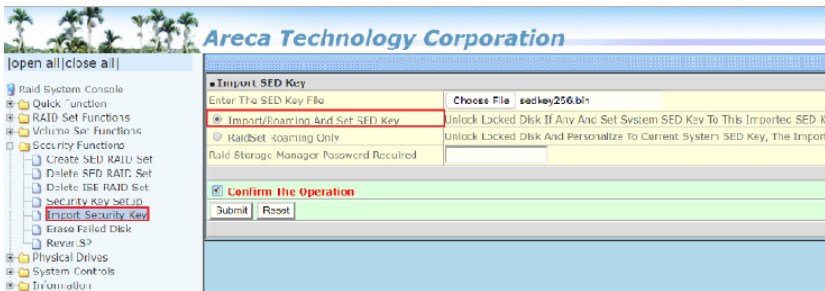 Areca Technology Corporation
|open all|close all|
Raid System Console
Quick Function
RAID Set Functions
Volume Set Functions
Security Functions
Create SED RAID Set
Delete SED RAID Set
Delete ISE RAID Set
Security Key Setup
Import Security Key
Erase Failed Disk
RevertSP
Physical Drives
System Controls
Information
Import SED Key
Enter The SED Key File Choose File sedkey256.bin
Import/Roaming And Set SED Key Unlock Locked Disk If Any And Set System SED Key To This Imported SED K
RaidSet Roaming Only Unlock Locked Disk And Personalize To Current System SED Key, The Import
Raid Storage Manager Password Required
Confirm The Operation
Submit Reset